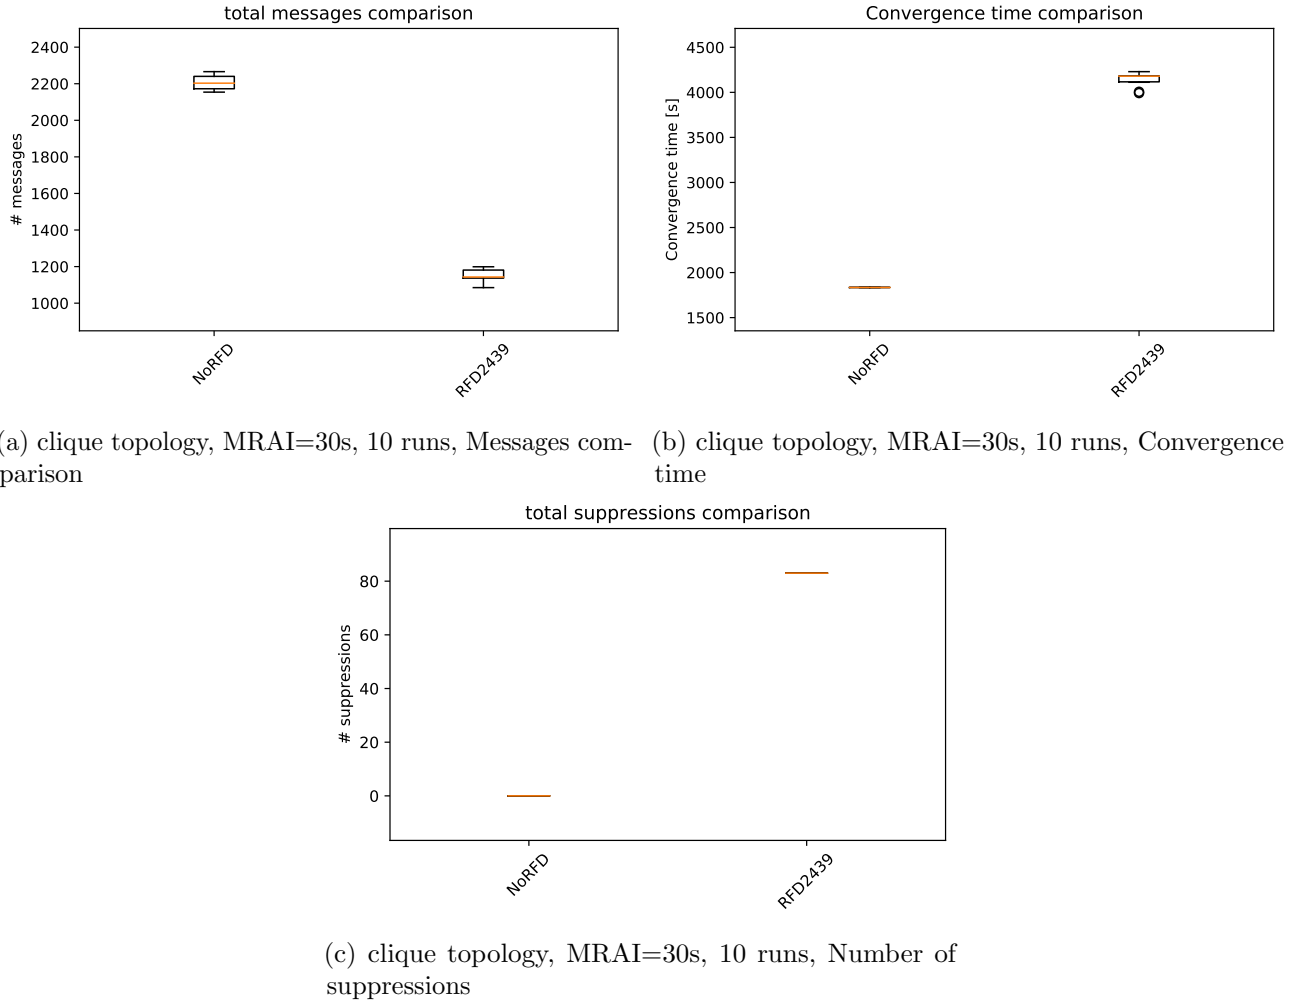 total messages comparison
2400
2200
2000
1800
1600
1400
1200
1000
# messages
NoRFD
RFD2439
(a) clique topology, MRAI=30s, 10 runs, Messages com-
parison
Convergence time comparison
4500
4000
3500
3000
2500
2000
1500
Convergence time [s]
NoRFD
RFD2439
(b) clique topology, MRAI=30s, 10 runs, Convergence
time
total suppressions comparison
80
60
40
20
0
# suppressions
NoRFD
RFD2439
(c) clique topology, MRAI=30s, 10 runs, Number of
suppressions